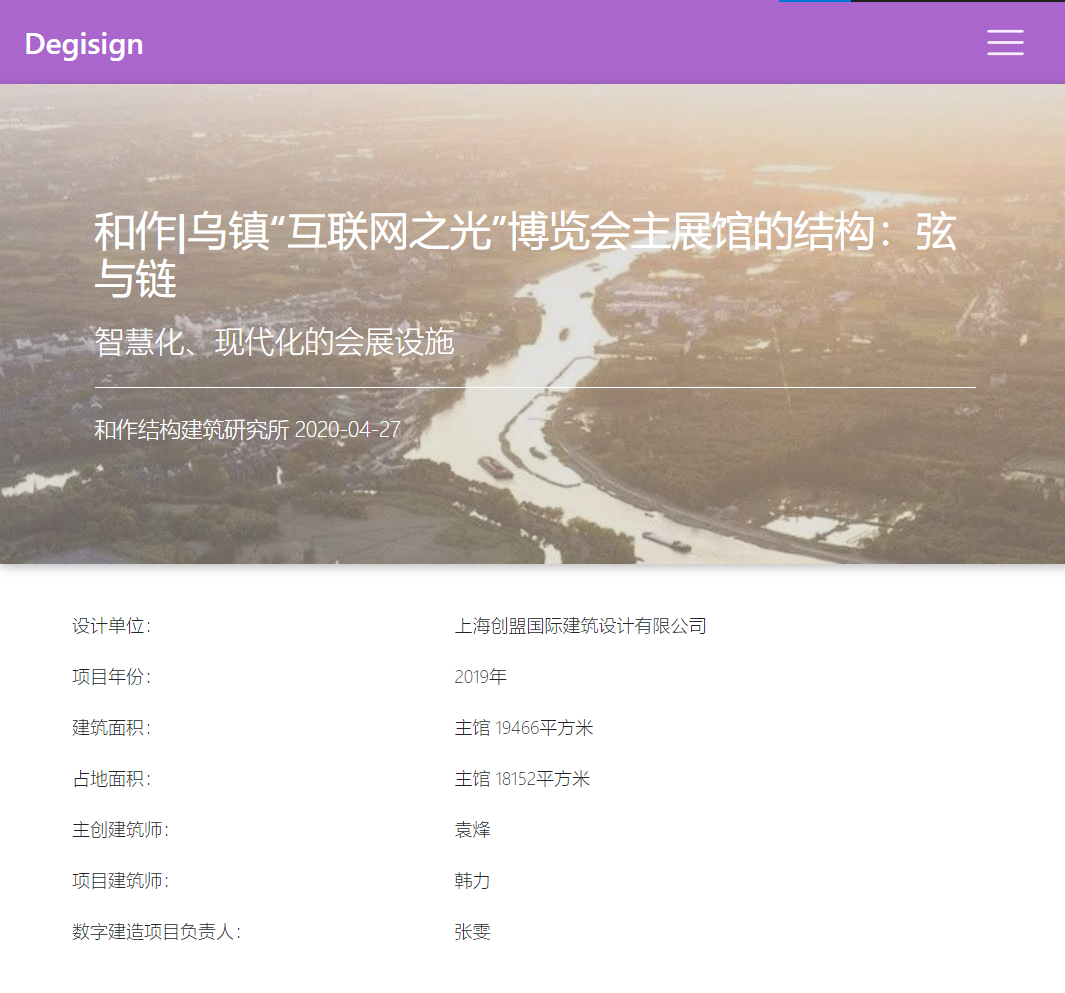 Degisign
和作|乌镇“互联网之光”博览会主展馆的结构：弦
与链
智慧化、现代化的会展设施
和作结构建筑研究所 2020-04-27
设计单位： 上海创盟国际建筑设计有限公司
项目年份： 2019年
建筑面积： 主馆 19466平方米
占地面积： 主馆 18152平方米
主创建筑师： 袁烽
项目建筑师： 韩力
数字建造项目负责人： 张雯